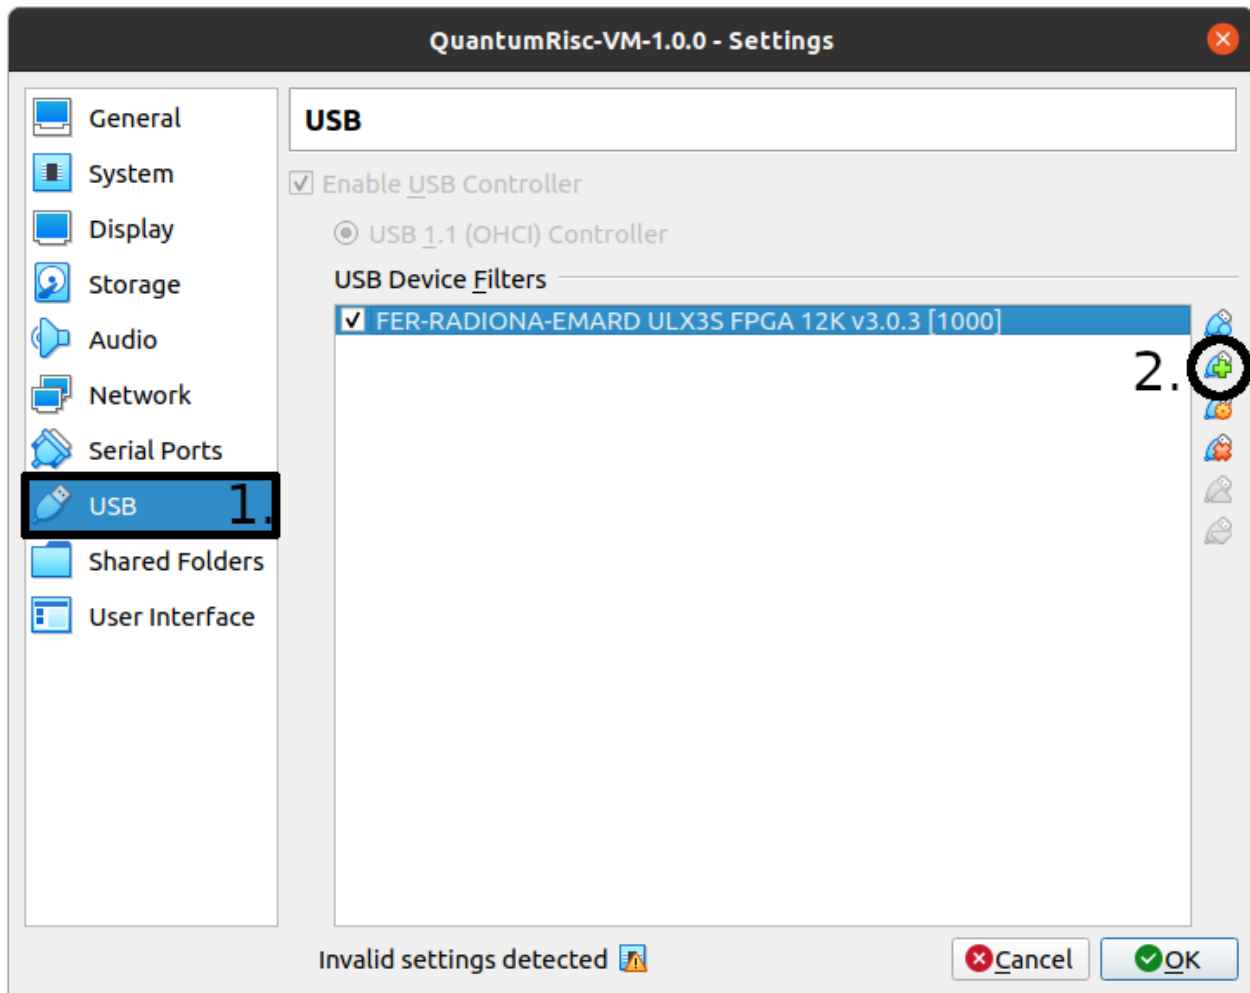 QuantumRisc-VM-1.0.0 - Settings
General
System
Display
Storage
Audio
Network
Serial Ports
USB 1.
Shared Folders
User Interface
USB
Enable USB Controller
USB 1.1 (OHCI) Controller
USB Device Filters
FER-RADIONA-EMARD ULX3S FPGA 12K v3.0.3 [1000]
2.
Invalid settings detected
Cancel
OK